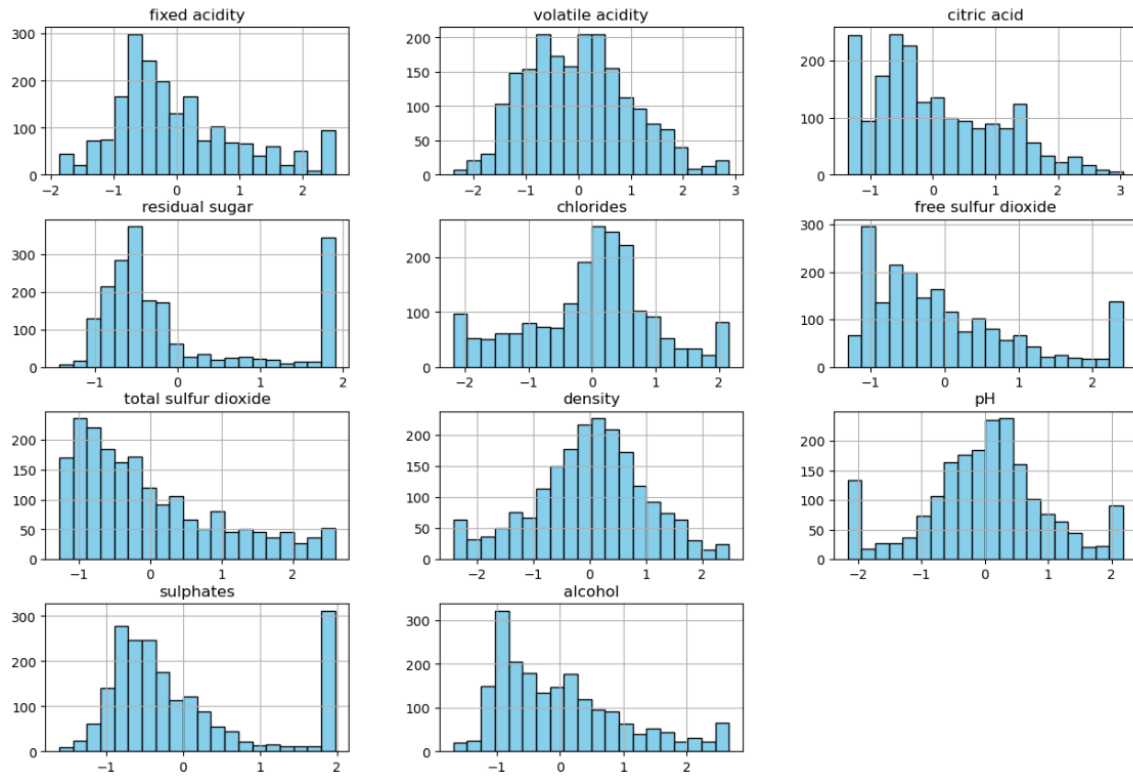 fixed acidity
300
200
100
0
−2 −1 0 1 2
volatile acidity
200
150
100
50
0
−2 −1 0 1 2 3
citric acid
200
100
0
−1 0 1 2 3
residual sugar
300
200
100
0
−1 0 1 2
chlorides
200
100
0
−2 −1 0 1 2
free sulfur dioxide
300
200
100
0
−1 0 1 2
total sulfur dioxide
200
150
100
50
0
−1 0 1 2
density
200
150
100
50
0
−2 −1 0 1 2
pH
200
150
100
50
0
−2 −1 0 1 2
sulphates
300
200
100
0
−1 0 1 2
alcohol
300
200
100
0
−1 0 1 2